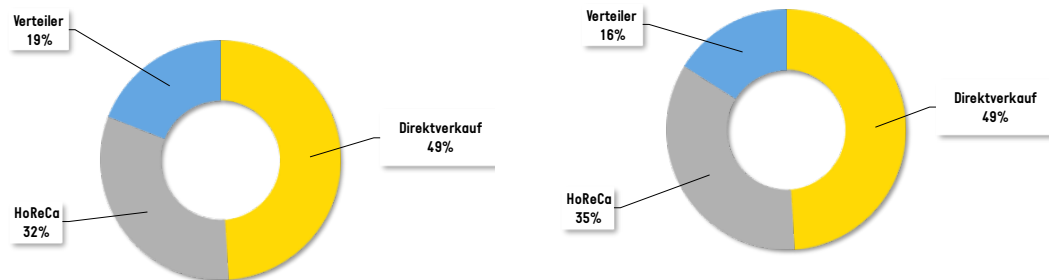 Verteiler
19%
Direktverkauf
49%
HoReCa
32%
Verteiler
16%
Direktverkauf
49%
HoReCa
35%